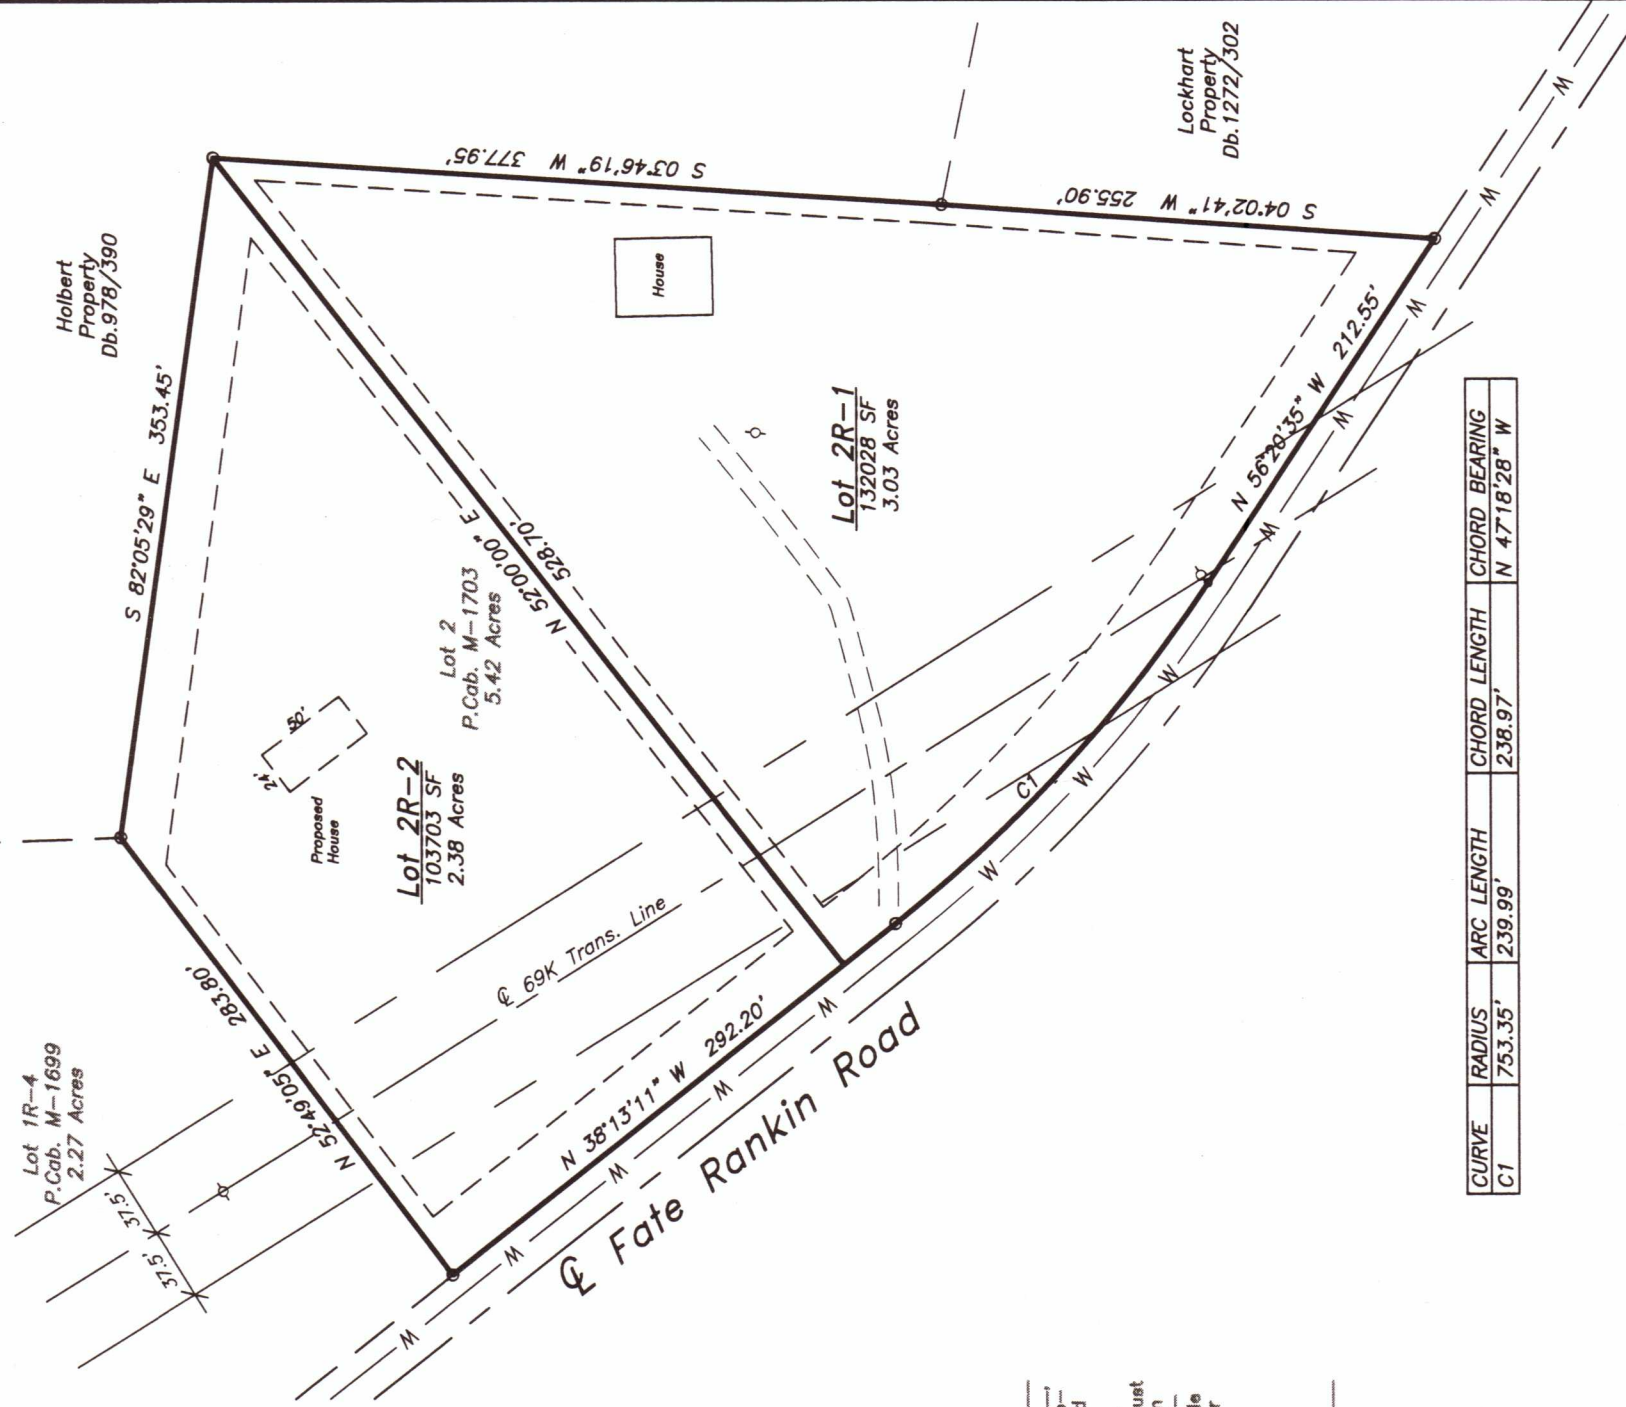 Holbert
Property
Db.978/390
Lockhart
Property
Db.1272/302
Lot 1R-4
P.Cab. M-1699
2.27 Acres
S 82°05'29" E 353.45'
S 03°46'19" W 377.95'
S 04°02'41" W 255.90'
N 56°20'35" W 212.55'
N 52°00'00" E
528.70'
N 52°49'05" E 283.80'
N 38°13'11" W 292.20'
37.5'
37.5'
House
50'
24'
Proposed
House
Lot 2
P.Cab. M-1703
5.42 Acres
Lot 2R-2
103703 SF
2.38 Acres
Lot 2R-1
132028 SF
3.03 Acres
℄ 69K Trans. Line
C1
W W W W W W W W W W W W W W
℄ Fate Rankin Road
CURVE RADIUS ARC LENGTH CHORD LENGTH CHORD BEARING
C1 753.35' 239.99' 238.97' N 47°18'28" W